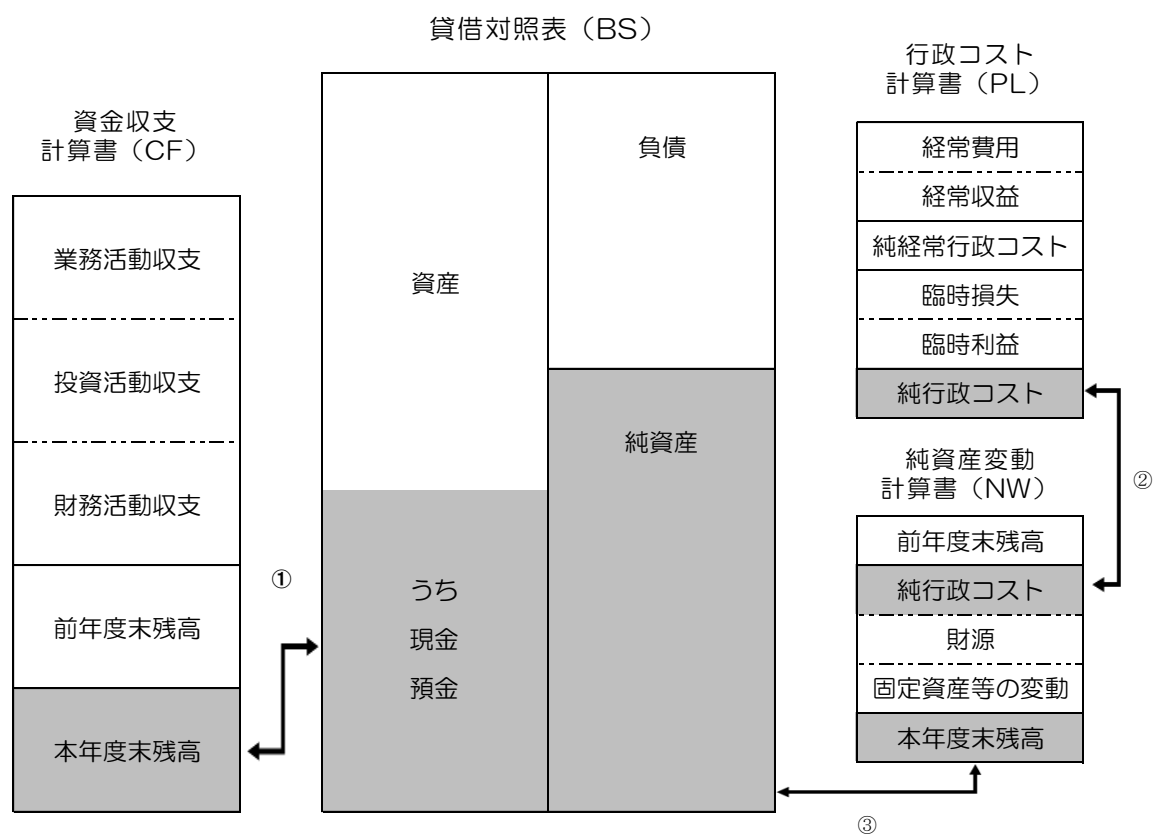 貸借対照表（BS）
資金収支
計算書（CF）
業務活動収支
投資活動収支
財務活動収支
前年度末残高
本年度末残高
①
資産
うち
現金
預金
負債
純資産
行政コスト
計算書（PL）
経常費用
経常収益
純経常行政コスト
臨時損失
臨時利益
純行政コスト
②
純資産変動
計算書（NW）
前年度末残高
純行政コスト
財源
固定資産等の変動
本年度末残高
③